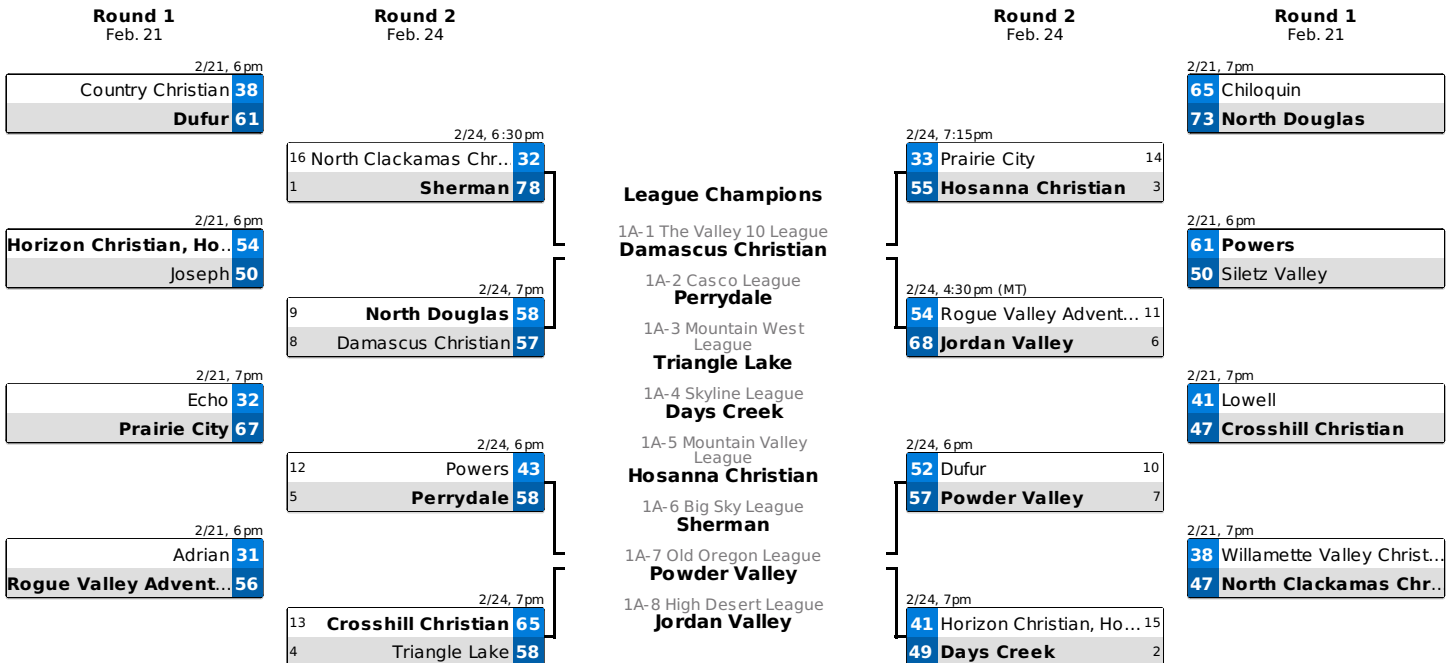 Round 1
Feb. 21
2/21, 6pm
Country Christian 38
Dufur 61
2/21, 6pm
Horizon Christian, Ho... 54
Joseph 50
2/21, 7pm
Echo 32
Prairie City 67
2/21, 6pm
Adrian 31
Rogue Valley Advent... 56
Round 2
Feb. 24
2/24, 6:30pm
16 North Clackamas Chr... 32
1 Sherman 78
2/24, 7pm
9 North Douglas 58
8 Damascus Christian 57
2/24, 6pm
12 Powers 43
5 Perrydale 58
2/24, 7pm
13 Crosshill Christian 65
4 Triangle Lake 58
League Champions
1A-1 The Valley 10 League
Damascus Christian
1A-2 Casco League
Perrydale
1A-3 Mountain West
League
Triangle Lake
1A-4 Skyline League
Days Creek
1A-5 Mountain Valley
League
Hosanna Christian
1A-6 Big Sky League
Sherman
1A-7 Old Oregon League
Powder Valley
1A-8 High Desert League
Jordan Valley
Round 2
Feb. 24
2/24, 7:15pm
33 Prairie City 14
55 Hosanna Christian 3
2/24, 4:30pm (MT)
54 Rogue Valley Advent... 11
68 Jordan Valley 6
2/24, 6pm
52 Dufur 10
57 Powder Valley 7
2/24, 7pm
41 Horizon Christian, Ho... 15
49 Days Creek 2
Round 1
Feb. 21
2/21, 7pm
65 Chiloquin
73 North Douglas
2/21, 6pm
61 Powers
50 Siletz Valley
2/21, 7pm
41 Lowell
47 Crosshill Christian
2/21, 7pm
38 Willamette Valley Christ...
47 North Clackamas Chr...